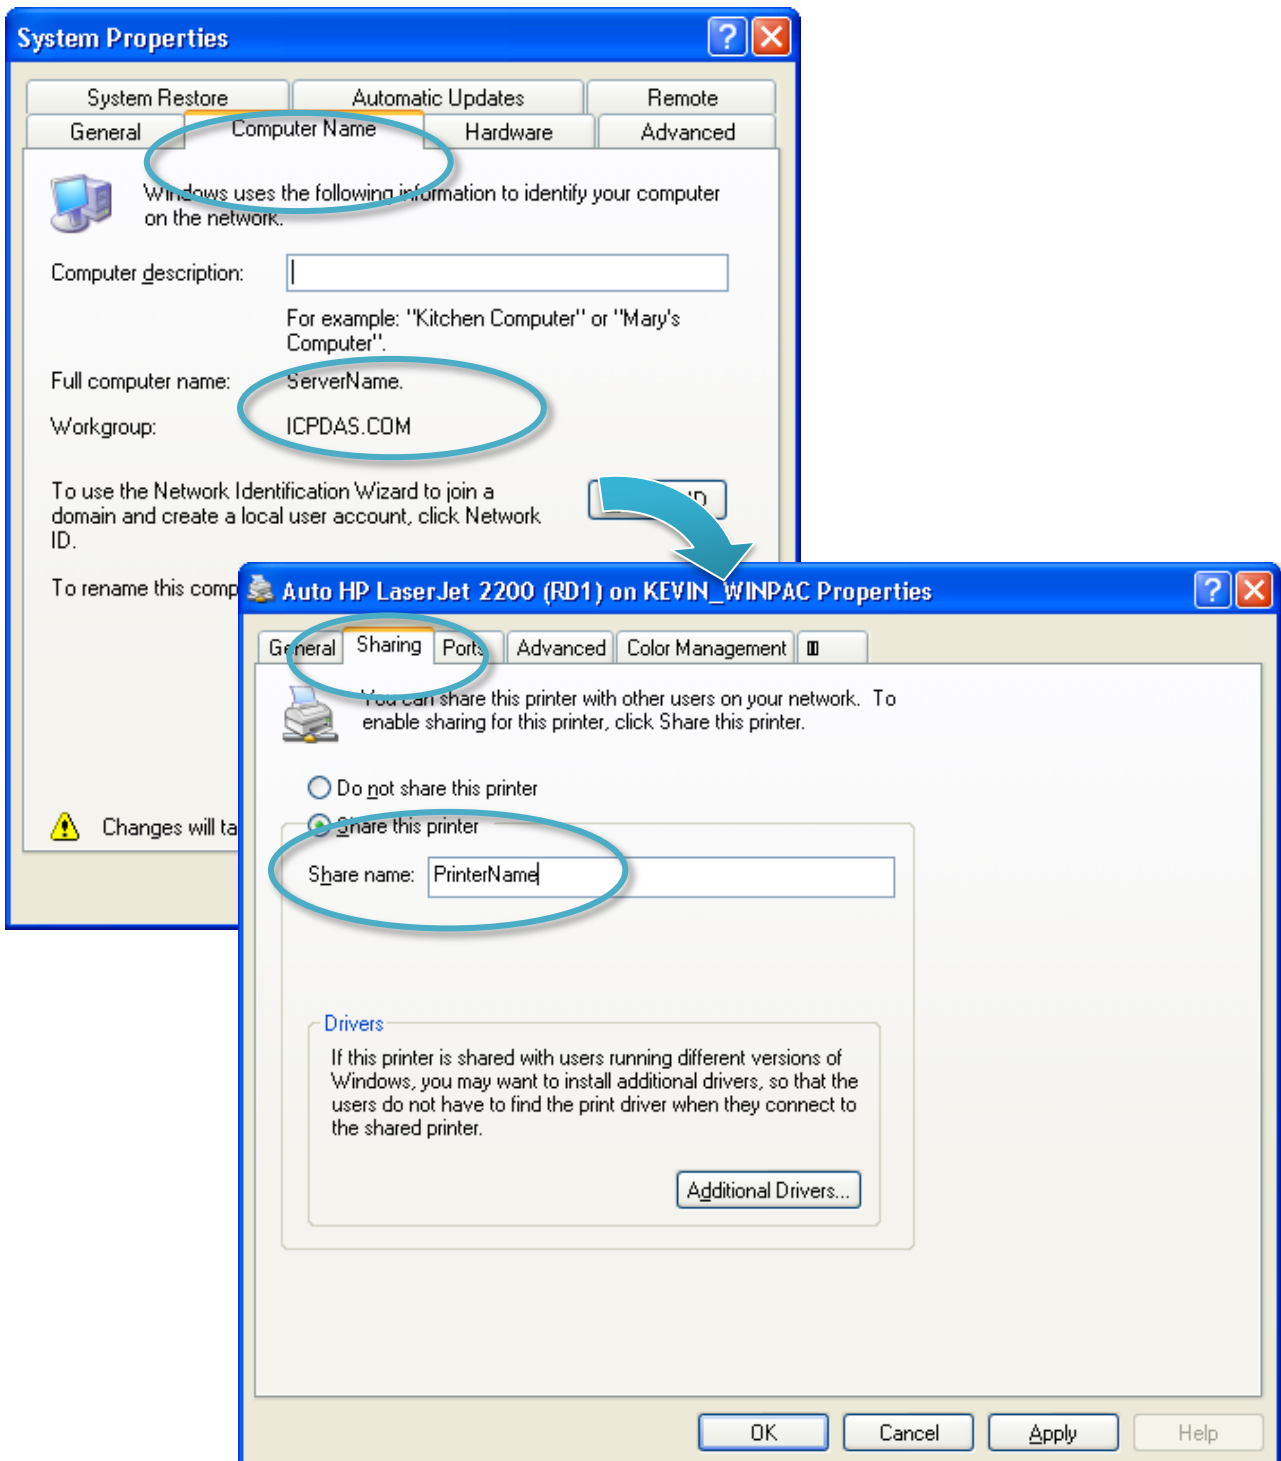 System Properties
System Restore
Automatic Updates
Remote
General
Computer Name
Hardware
Advanced
Windows uses the following information to identify your computer
on the network.
Computer description:
For example: "Kitchen Computer" or "Mary's
Computer".
Full computer name:
ServerName.
Workgroup:
ICPDAS.COM
To use the Network Identification Wizard to join a
domain and create a local user account, click Network
ID.
To rename this comp
Changes will ta
Auto HP LaserJet 2200 (RD1) on KEVIN_WINPAC Properties
General
Sharing
Ports
Advanced
Color Management
You can share this printer with other users on your network. To
enable sharing for this printer, click Share this printer.
Do not share this printer
Share this printer
Share name:
PrinterName
Drivers
If this printer is shared with users running different versions of
Windows, you may want to install additional drivers, so that the
users do not have to find the print driver when they connect to
the shared printer.
Additional Drivers...
OK
Cancel
Apply
Help